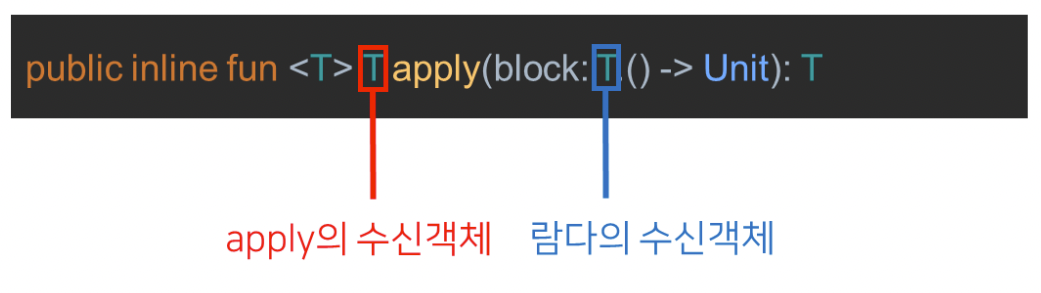 public inline fun <T> T.apply(block: T.() -> Unit): T
apply의 수신객체 람다의 수신객체